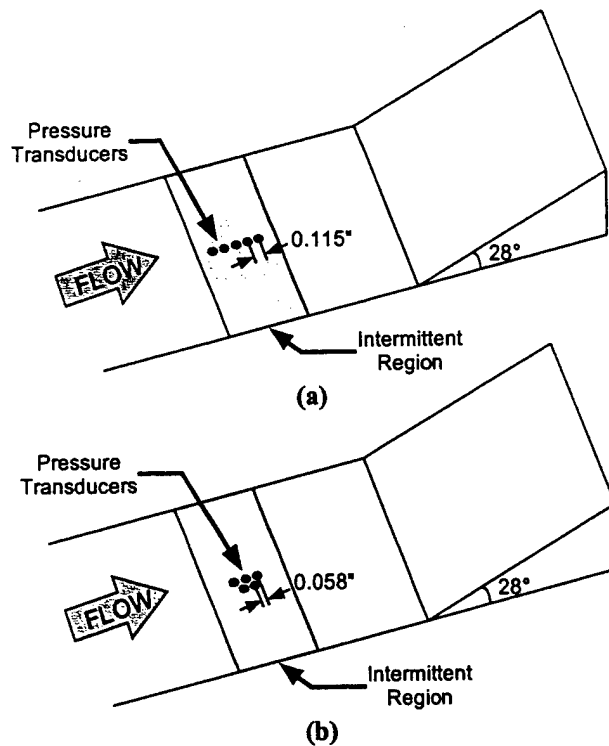 Pressure
Transducers
0.115"
FLOW
28°
Intermittent
Region
(a)
Pressure
Transducers
0.058"
FLOW
28°
Intermittent
Region
(b)